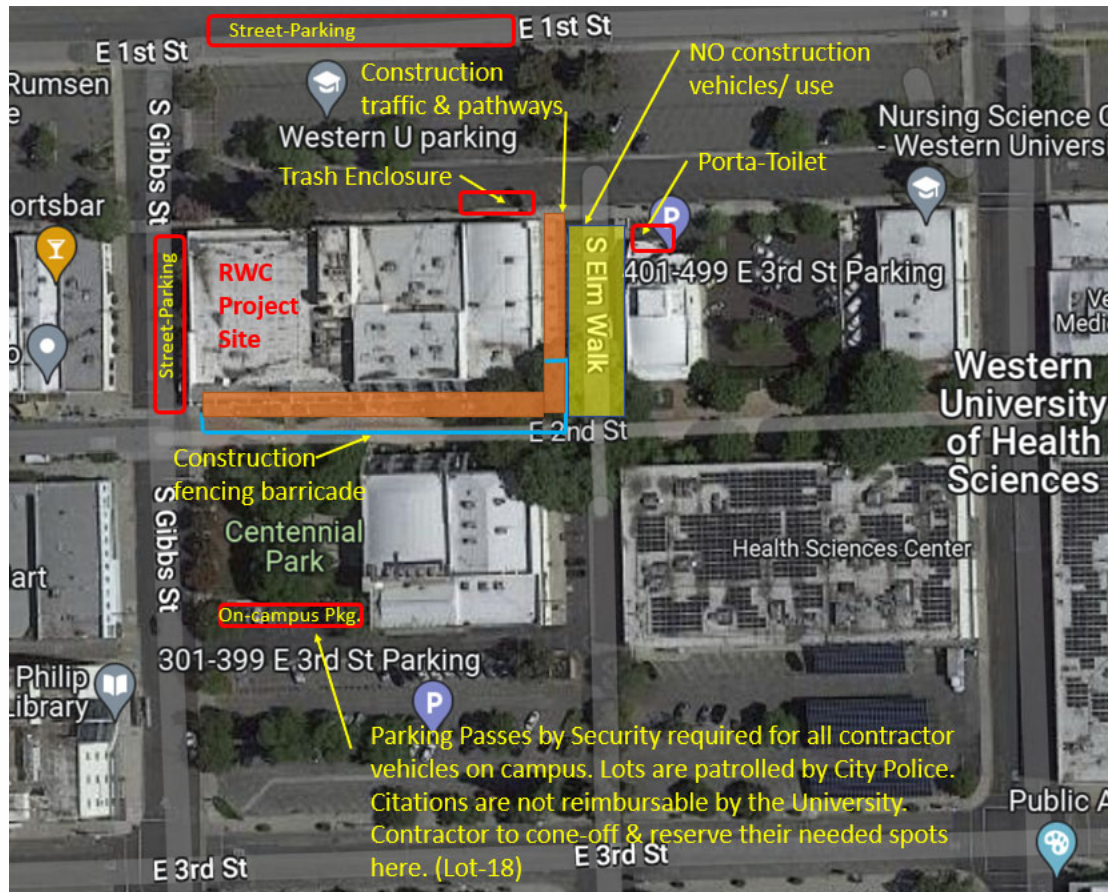 Street-Parking
E 1st St
E 1st St
Rumsen
e
S Gibbs St
Construction
traffic & pathways
NO construction
vehicles/ use
Western U parking
Nursing Science C
- Western Universi
Trash Enclosure
Porta-Toilet
ortsbar
P
401-499 E 3rd St Parking
S Elm Walk
Street-Parking
RWC
Project
Site
o
Ve
Medic
Western
University
of Health
Sciences
E 2nd St
Construction
fencing barricade
S Gibbs St
Centennial
Park
Health Sciences Center
art
On-campus Pkg.
301-399 E 3rd St Parking
P
Philip
Library
Parking Passes by Security required for all contractor
vehicles on campus. Lots are patrolled by City Police.
Citations are not reimbursable by the University.
Contractor to cone-off & reserve their needed spots
here. (Lot-18)
Public A
E 3rd St
E 3rd St